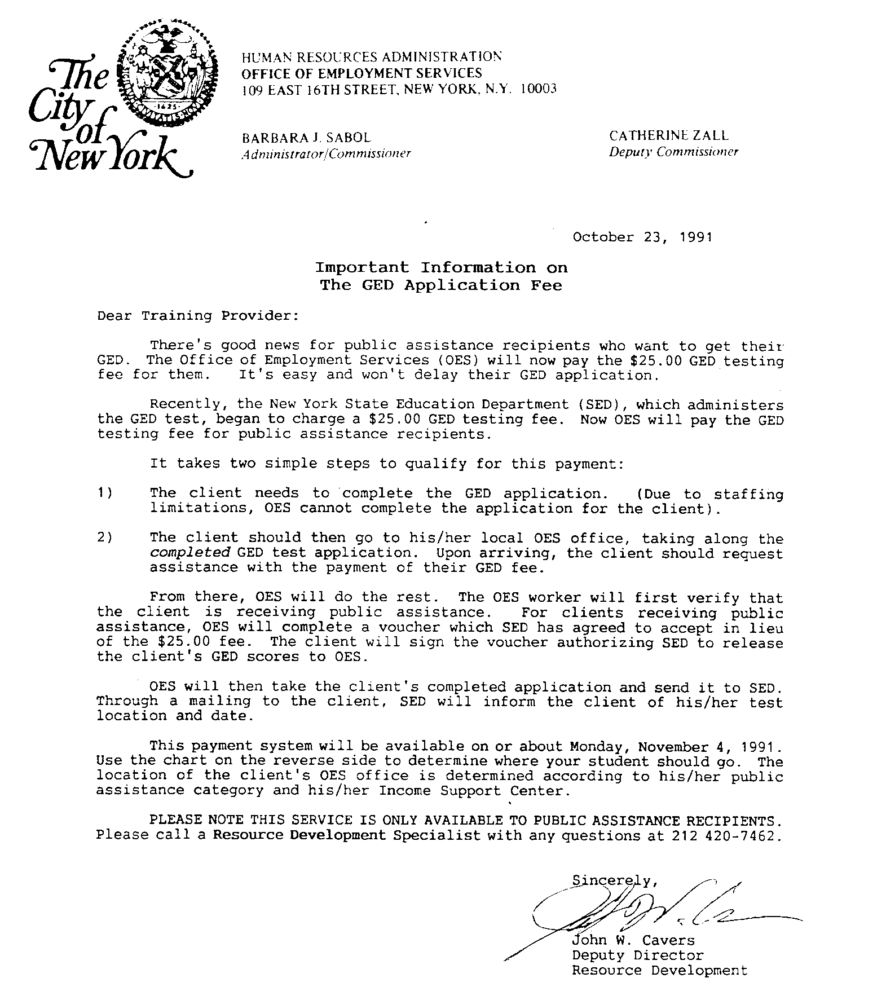 The
City
of
New York
1625
HUMAN RESOURCES ADMINISTRATION
OFFICE OF EMPLOYMENT SERVICES
109 EAST 16TH STREET, NEW YORK, N.Y. 10003
BARBARA J. SABOL
Administrator/Commissioner
CATHERINE ZALL
Deputy Commissioner
October 23, 1991
Important Information on
The GED Application Fee
Dear Training Provider:
There's good news for public assistance recipients who want to get their
GED. The Office of Employment Services (OES) will now pay the $25.00 GED testing
fee for them. It's easy and won't delay their GED application.
Recently, the New York State Education Department (SED), which administers
the GED test, began to charge a $25.00 GED testing fee. Now OES will pay the GED
testing fee for public assistance recipients.
It takes two simple steps to qualify for this payment:
1) The client needs to complete the GED application. (Due to staffing
limitations, OES cannot complete the application for the client).
2) The client should then go to his/her local OES office, taking along the
completed GED test application. Upon arriving, the client should request
assistance with the payment of their GED fee.
From there, OES will do the rest. The OES worker will first verify that
the client is receiving public assistance. For clients receiving public
assistance, OES will complete a voucher which SED has agreed to accept in lieu
of the $25.00 fee. The client will sign the voucher authorizing SED to release
the client's GED scores to OES.
OES will then take the client's completed application and send it to SED.
Through a mailing to the client, SED will inform the client of his/her test
location and date.
This payment system will be available on or about Monday, November 4, 1991.
Use the chart on the reverse side to determine where your student should go. The
location of the client's OES office is determined according to his/her public
assistance category and his/her Income Support Center.
PLEASE NOTE THIS SERVICE IS ONLY AVAILABLE TO PUBLIC ASSISTANCE RECIPIENTS.
Please call a Resource Development Specialist with any questions at 212 420-7462.
Sincerely,
John W. Cavers
Deputy Director
Resource Development